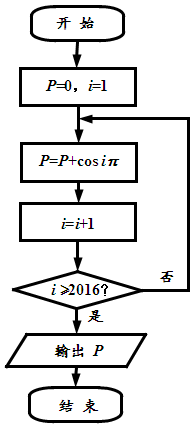 开 始
P=0，i=1
P=P+cos iπ
i=i+1
i≥2016?
否
是
输出 P
结 束